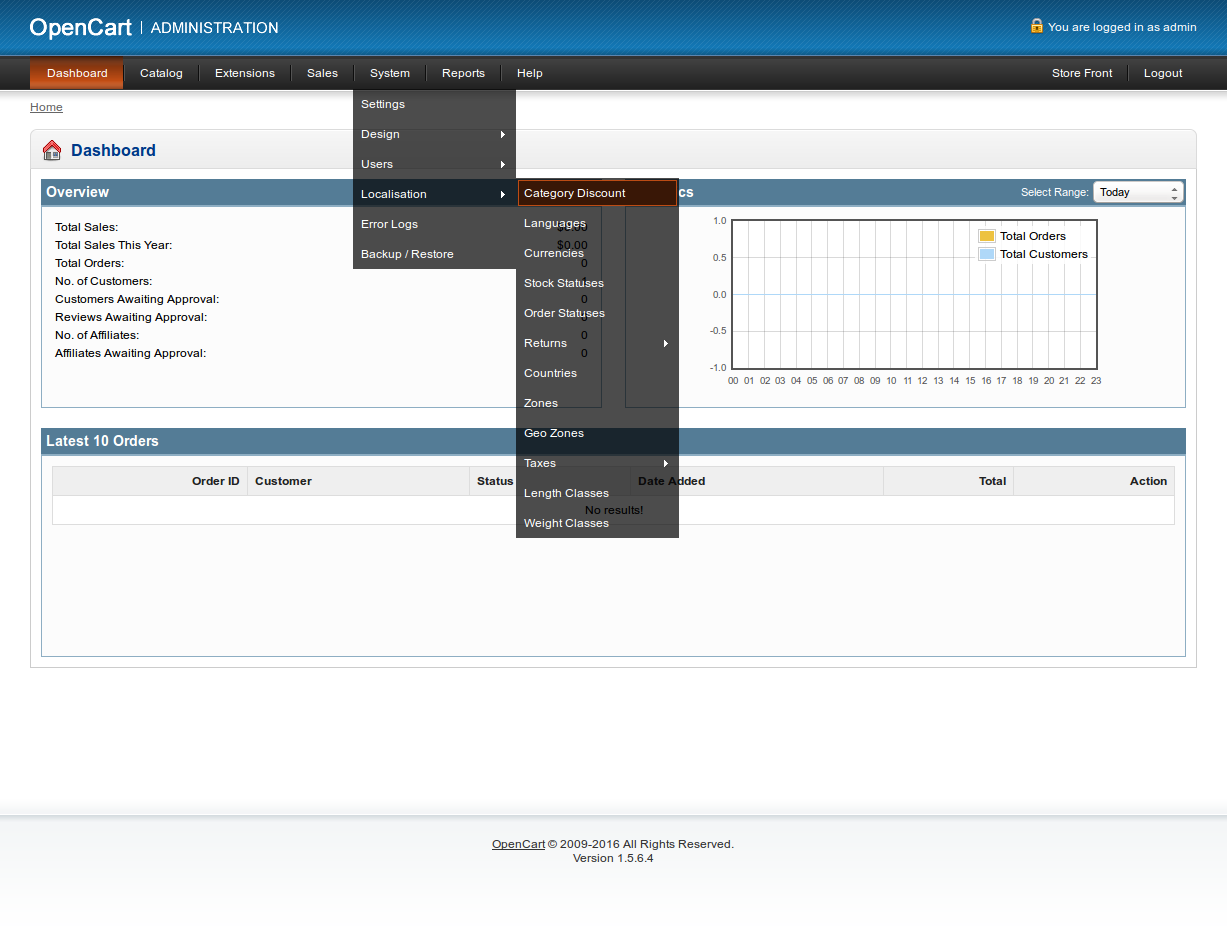 OpenCart | ADMINISTRATION
You are logged in as admin
Dashboard Catalog Extensions Sales System Reports Help Store Front Logout
Home
Dashboard
Settings
Design
Users
Localisation
Error Logs
Backup / Restore
Category Discount
Languages
Currencies
Stock Statuses
Order Statuses
Returns
Countries
Zones
Geo Zones
Taxes
Length Classes
Weight Classes
Overview
Total Sales:
Total Sales This Year: $0.00
Total Orders: 0
No. of Customers:
Customers Awaiting Approval: 0
Reviews Awaiting Approval:
No. of Affiliates: 0
Affiliates Awaiting Approval: 0
cs
Select Range: Today
Total Orders
Total Customers
1.0
0.5
0.0
-0.5
-1.0
00 01 02 03 04 05 06 07 08 09 10 11 12 13 14 15 16 17 18 19 20 21 22 23
Latest 10 Orders
Order ID Customer Status Date Added Total Action
No results!
OpenCart © 2009-2016 All Rights Reserved.
Version 1.5.6.4